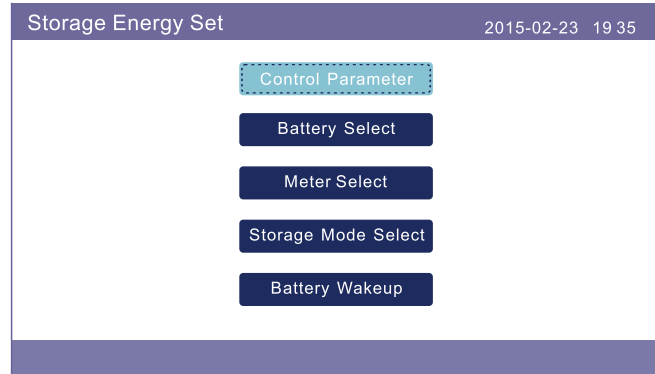 Storage Energy Set
2015-02-23 19 35
Control Parameter
Battery Select
Meter Select
Storage Mode Select
Battery Wakeup